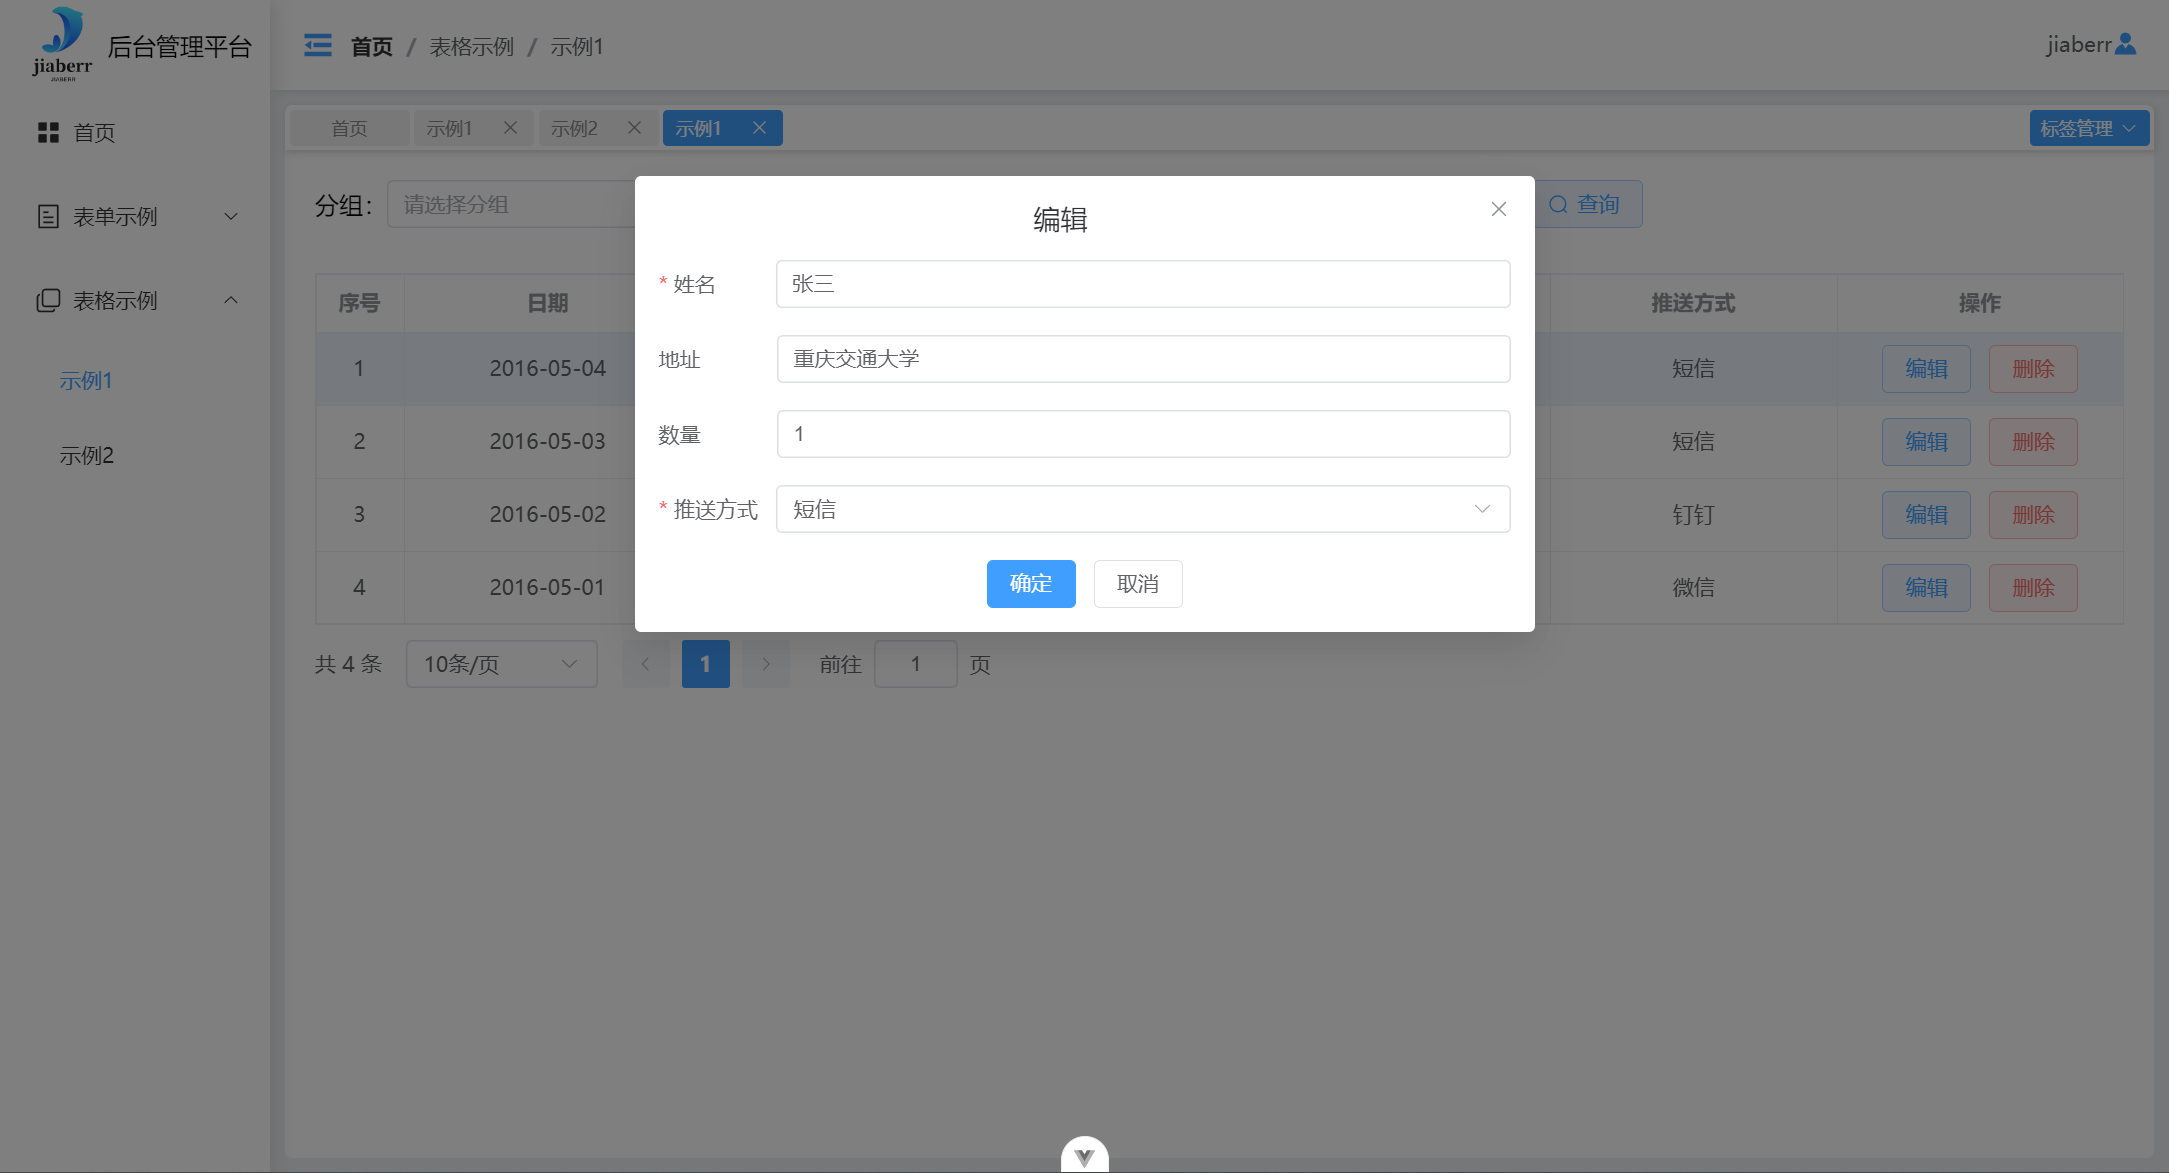 jiaberr
JIABERR
后台管理平台
首页 / 表格示例 / 示例1
jiaberr
首页
表单示例
表格示例
示例1
示例2
首页 示例1 示例2 示例1
标签管理
分组：
请选择分组
查询
序号 日期 推送方式 操作
1 2016-05-04 短信 编辑 删除
2 2016-05-03 短信 编辑 删除
3 2016-05-02 钉钉 编辑 删除
4 2016-05-01 微信 编辑 删除
共 4 条 10条/页 1 前往 1 页
编辑
* 姓名 张三
地址 重庆交通大学
数量 1
* 推送方式 短信
确定 取消